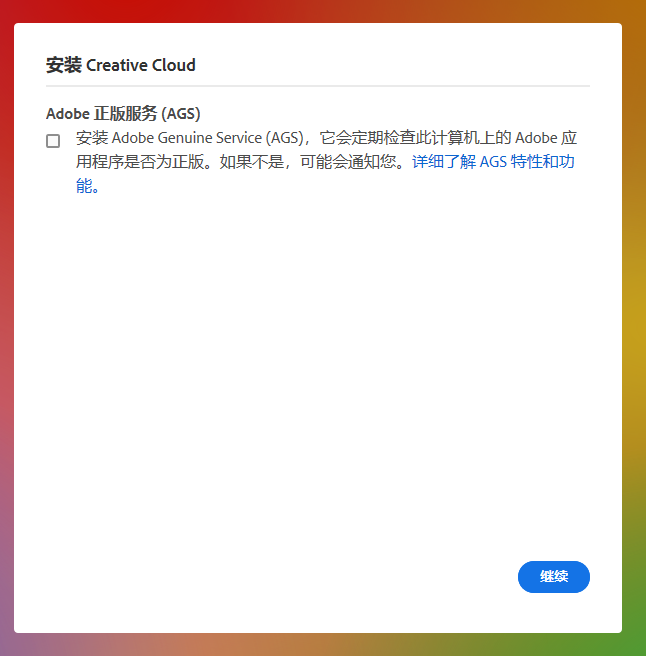 安装 Creative Cloud
Adobe 正版服务 (AGS)
安装 Adobe Genuine Service (AGS)，它会定期检查此计算机上的 Adobe 应
用程序是否为正版。如果不是，可能会通知您。详细了解 AGS 特性和功
能。
继续